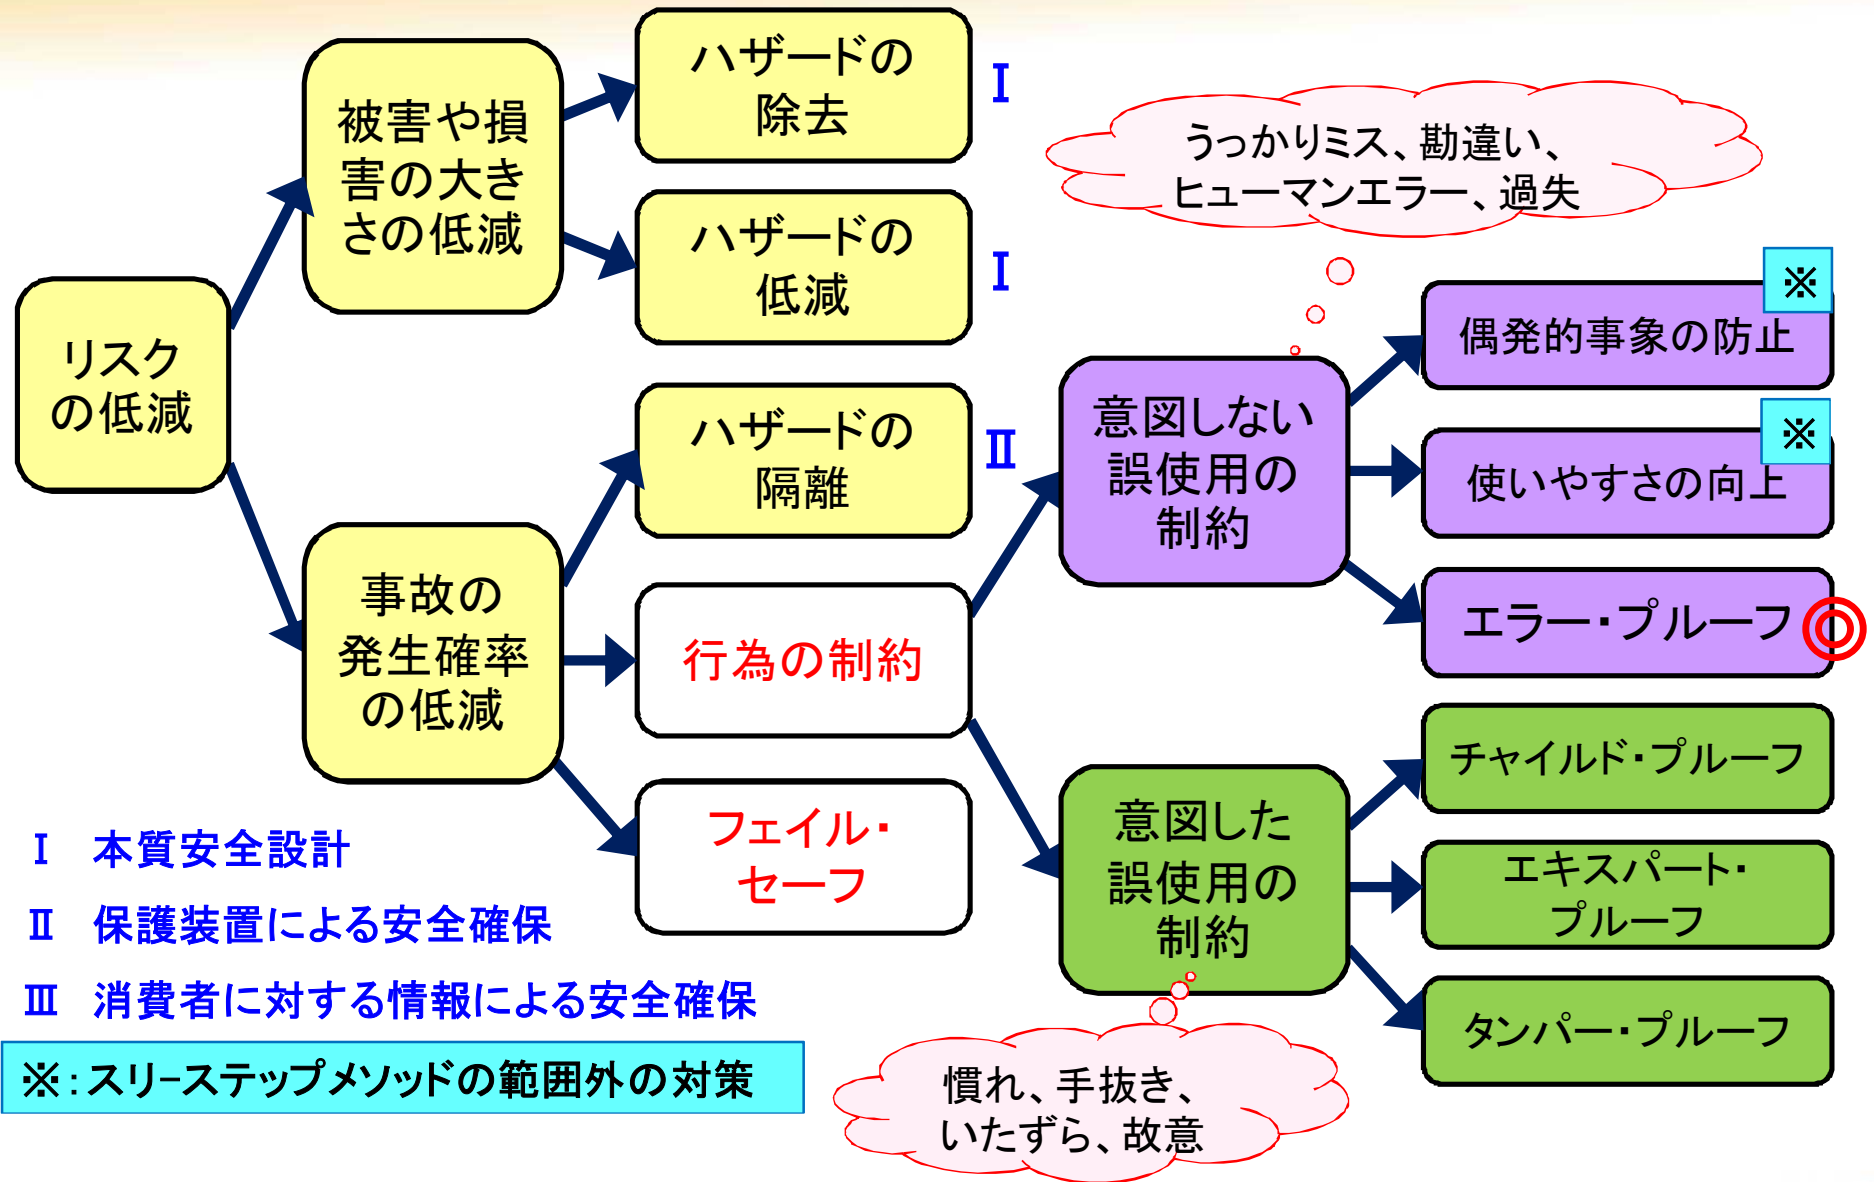 リスク
の低減
被害や損
害の大き
さの低減
事故の
発生確率
の低減
ハザードの
除去
Ⅰ
ハザードの
低減
Ⅰ
ハザードの
隔離
Ⅱ
行為の制約
フェイル・
セーフ
うっかりミス、勘違い、
ヒューマンエラー、過失
意図しない
誤使用の
制約
意図した
誤使用の
制約
慣れ、手抜き、
いたずら、故意
※
偶発的事象の防止
※
使いやすさの向上
エラー・プルーフ◎
チャイルド・プルーフ
エキスパート・
プルーフ
タンパー・プルーフ
Ⅰ 本質安全設計
Ⅱ 保護装置による安全確保
Ⅲ 消費者に対する情報による安全確保
※:スリーステップメソッドの範囲外の対策